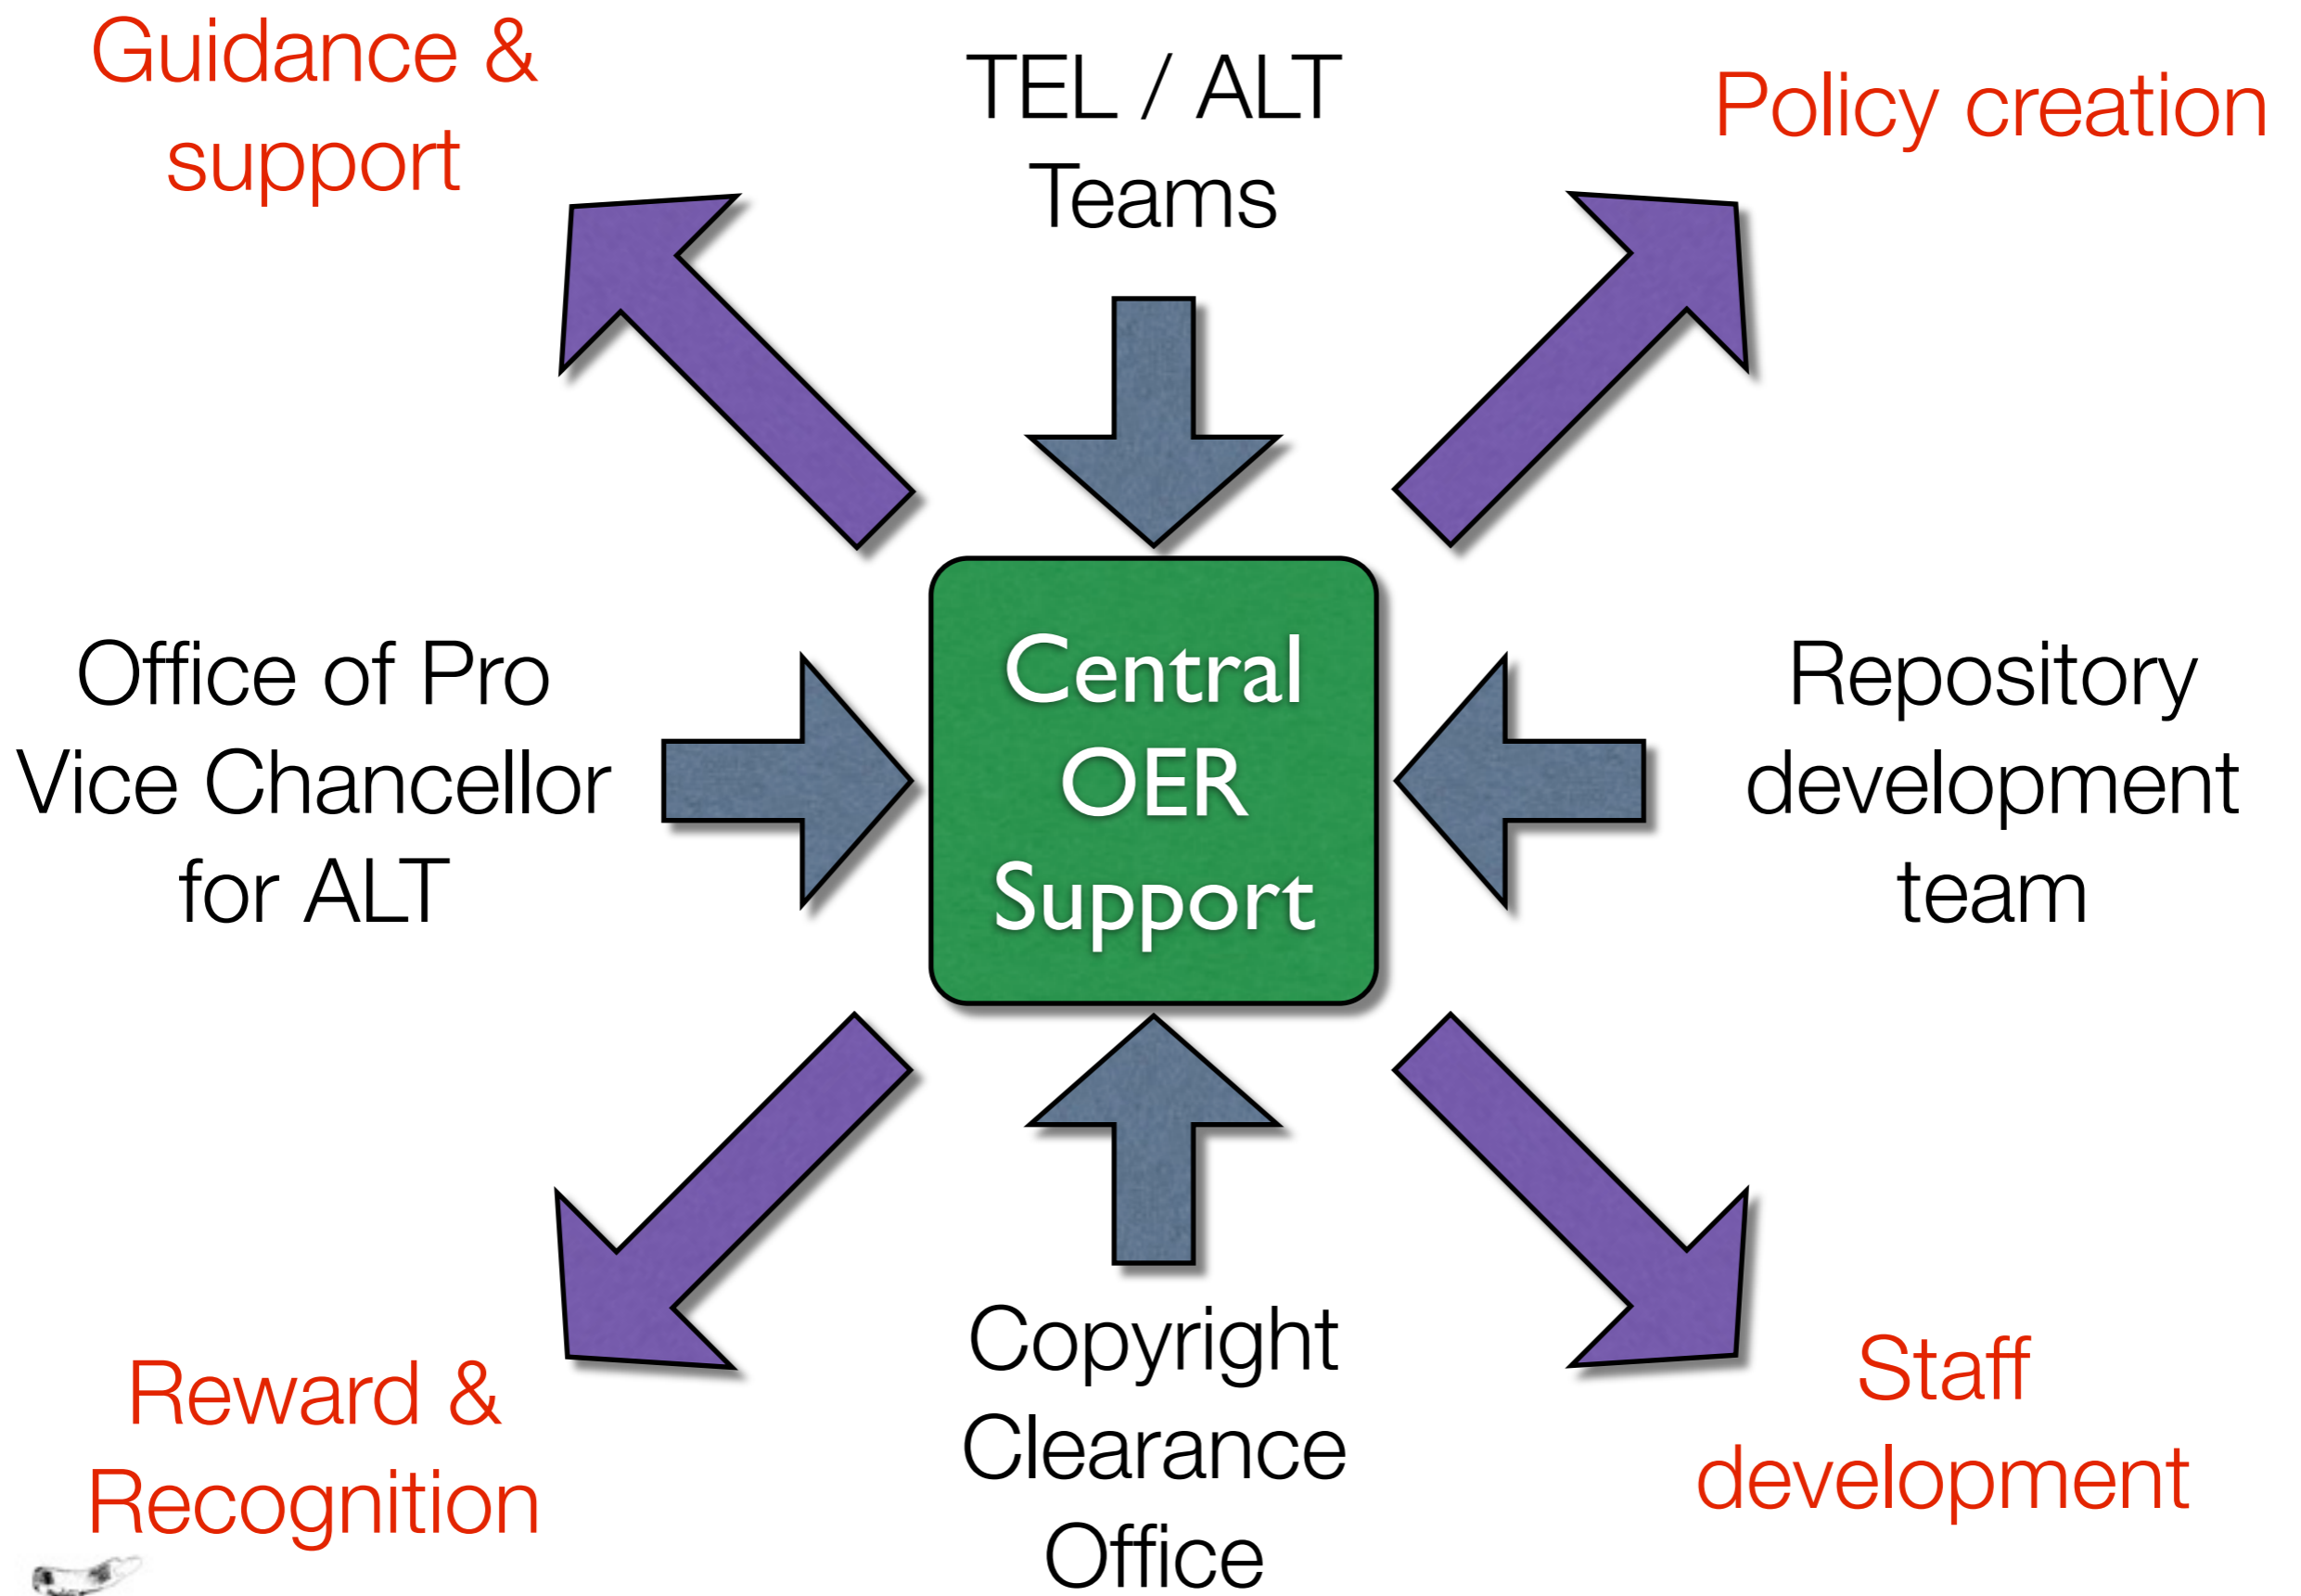 Guidance &
support
TEL / ALT
Teams
Policy creation
Office of Pro
Vice Chancellor
for ALT
Central
OER
Support
Repository
development
team
Reward &
Recognition
Copyright
Clearance
Office
Staff
development